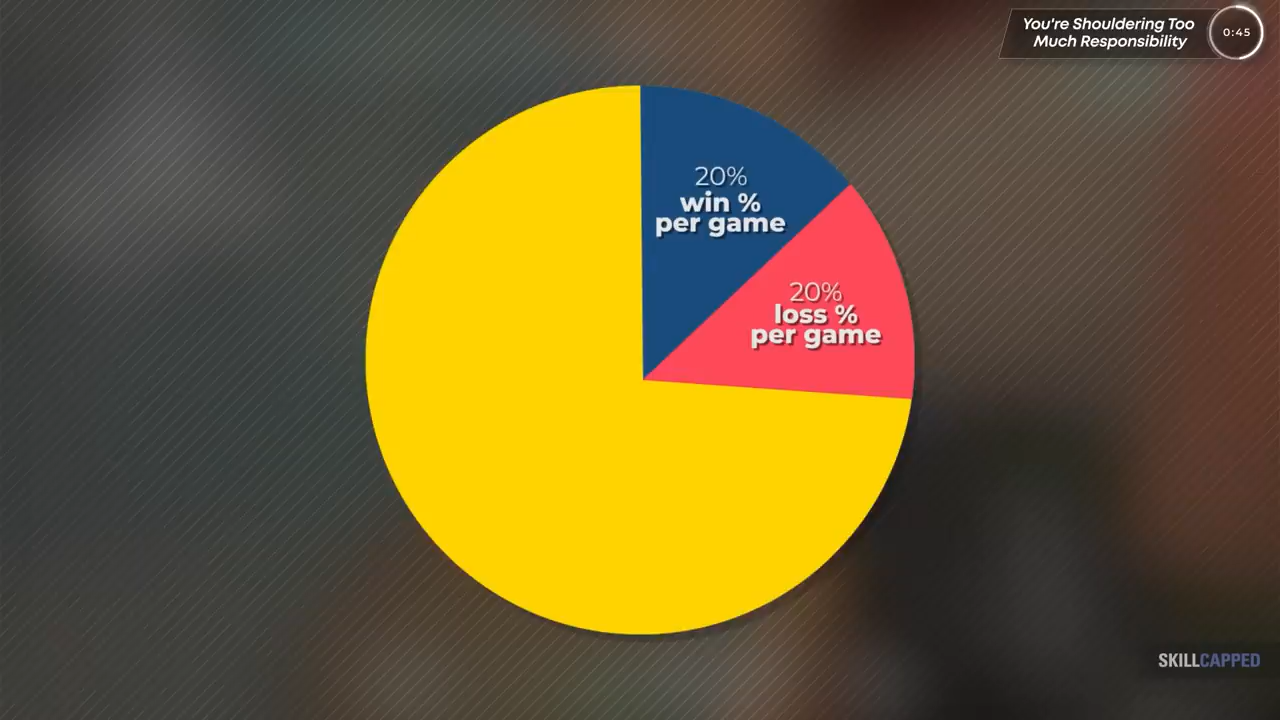 You're Shouldering Too
Much Responsibility
0:45
20%
win %
per game
20%
loss %
per game
SKILLCAPPED